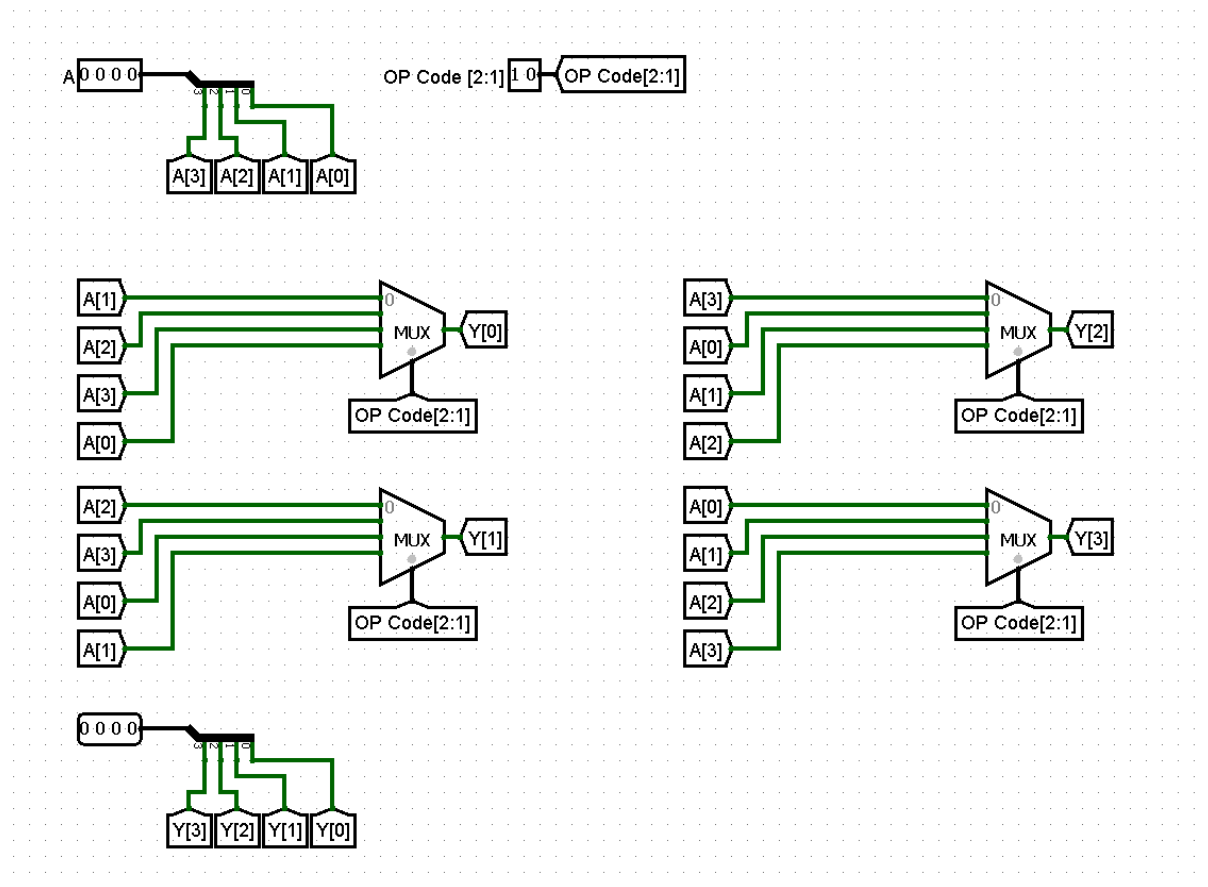 A 0 0 0 0
OP Code [2:1] 1 0 OP Code[2:1]
3 2 1 0
A[3] A[2] A[1] A[0]
A[1]
A[2]
A[3]
A[0]
0
MUX
Y[0]
OP Code[2:1]
A[3]
A[0]
A[1]
A[2]
0
MUX
Y[2]
OP Code[2:1]
A[2]
A[3]
A[0]
A[1]
0
MUX
Y[1]
OP Code[2:1]
A[0]
A[1]
A[2]
A[3]
0
MUX
Y[3]
OP Code[2:1]
0 0 0 0
3 2 1 0
Y[3] Y[2] Y[1] Y[0]